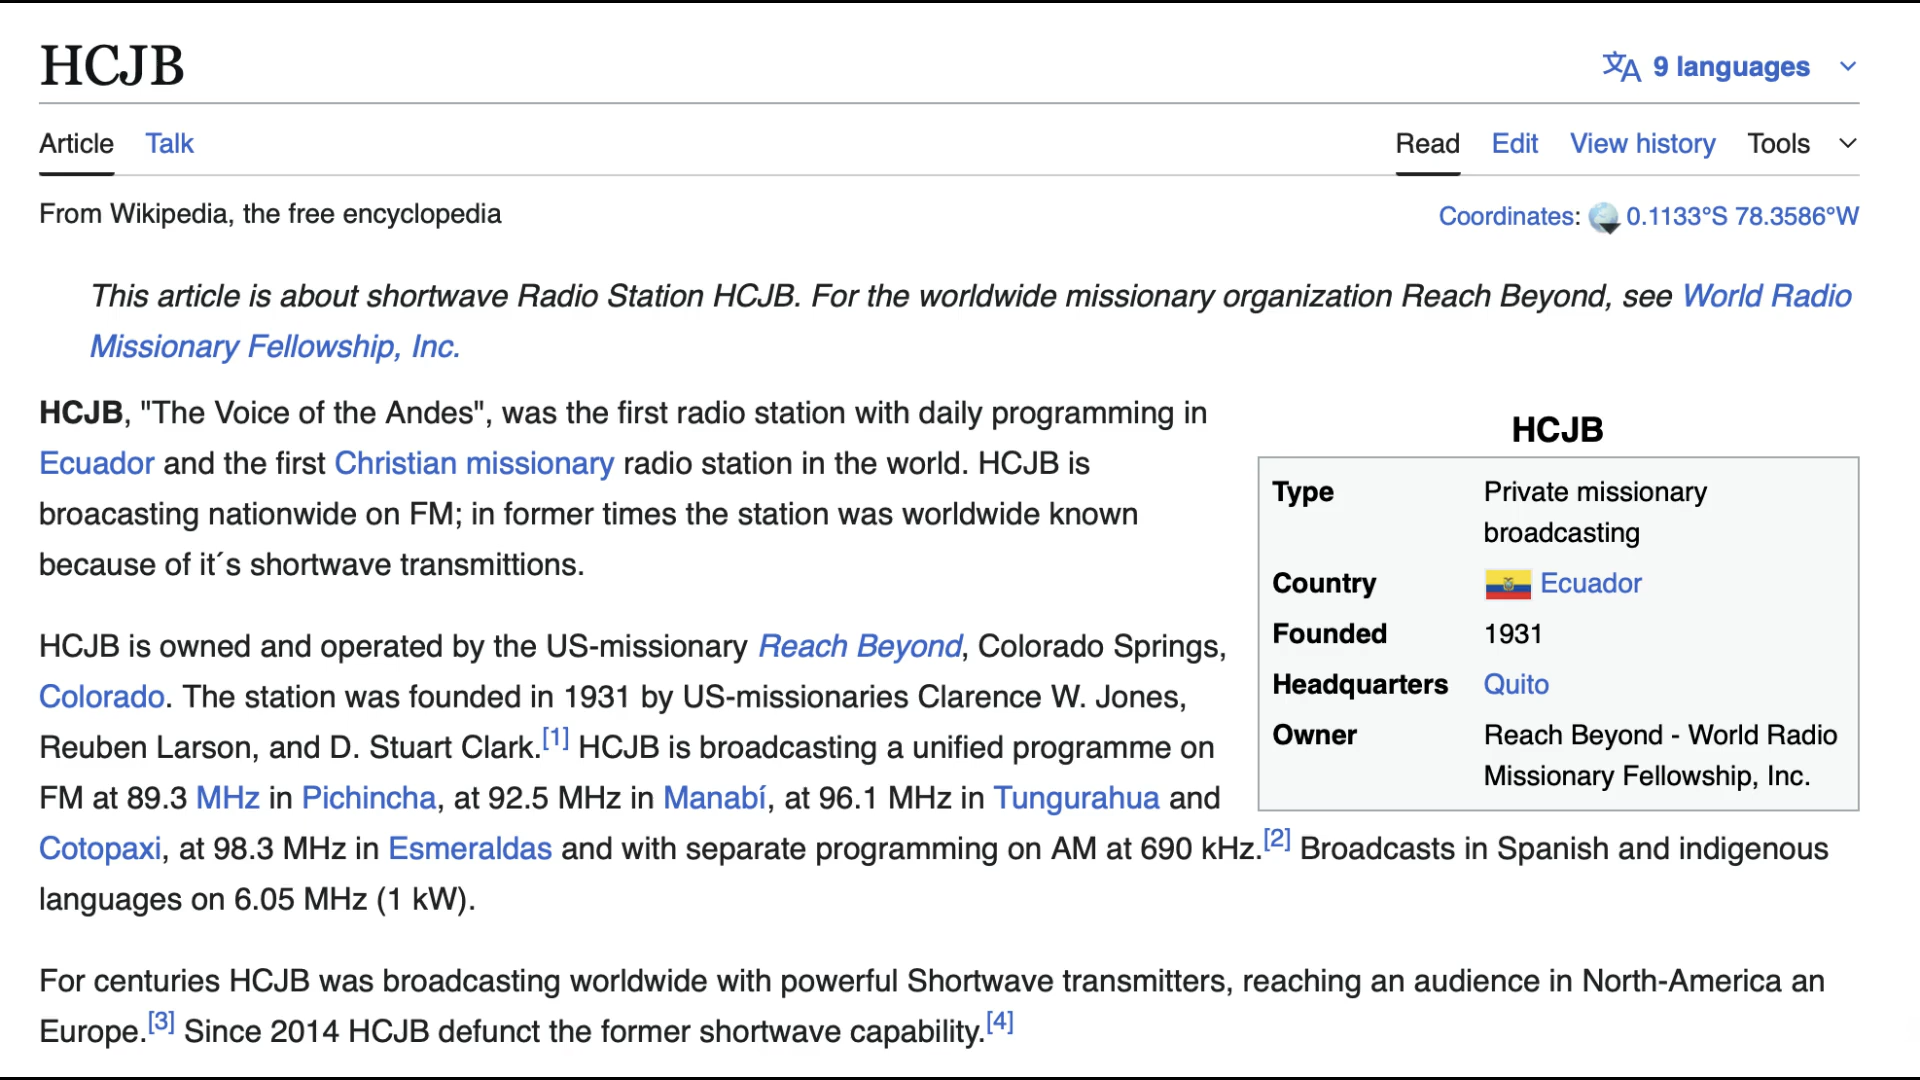 HCJB
9 languages
Article Talk
Read Edit View history Tools
From Wikipedia, the free encyclopedia
Coordinates: 0.1133°S 78.3586°W
This article is about shortwave Radio Station HCJB. For the worldwide missionary organization Reach Beyond, see World Radio
Missionary Fellowship, Inc.
HCJB, "The Voice of the Andes", was the first radio station with daily programming in
Ecuador and the first Christian missionary radio station in the world. HCJB is
broacasting nationwide on FM; in former times the station was worldwide known
because of it´s shortwave transmittions.
HCJB is owned and operated by the US-missionary Reach Beyond, Colorado Springs,
Colorado. The station was founded in 1931 by US-missionaries Clarence W. Jones,
Reuben Larson, and D. Stuart Clark.[1] HCJB is broadcasting a unified programme on
FM at 89.3 MHz in Pichincha, at 92.5 MHz in Manabí, at 96.1 MHz in Tungurahua and
Cotopaxi, at 98.3 MHz in Esmeraldas and with separate programming on AM at 690 kHz.[2] Broadcasts in Spanish and indigenous
languages on 6.05 MHz (1 kW).
For centuries HCJB was broadcasting worldwide with powerful Shortwave transmitters, reaching an audience in North-America an
Europe.[3] Since 2014 HCJB defunct the former shortwave capability.[4]
HCJB
Type Private missionary
broadcasting
Country Ecuador
Founded 1931
Headquarters Quito
Owner Reach Beyond - World Radio
Missionary Fellowship, Inc.